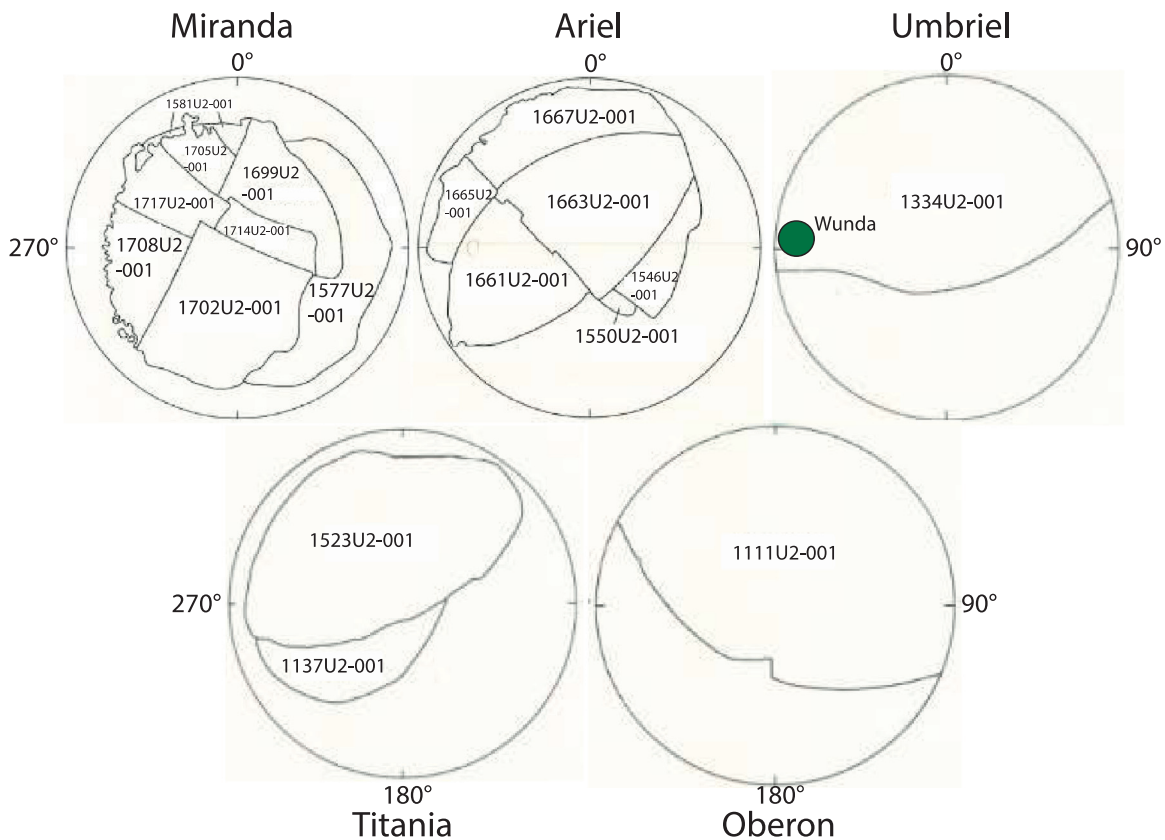 Miranda
Ariel
Umbriel
0°
0°
0°
1581U2-001
1705U2
-001
1699U2
-001
1717U2-001
1714U2-001
1708U2
-001
270°
1702U2-001
1577U2
-001
1667U2-001
1665U2
-001
1663U2-001
1661U2-001
1546U2
-001
1550U2-001
1334U2-001
Wunda
90°
1523U2-001
270°
1137U2-001
180°
Titania
1111U2-001
90°
180°
Oberon